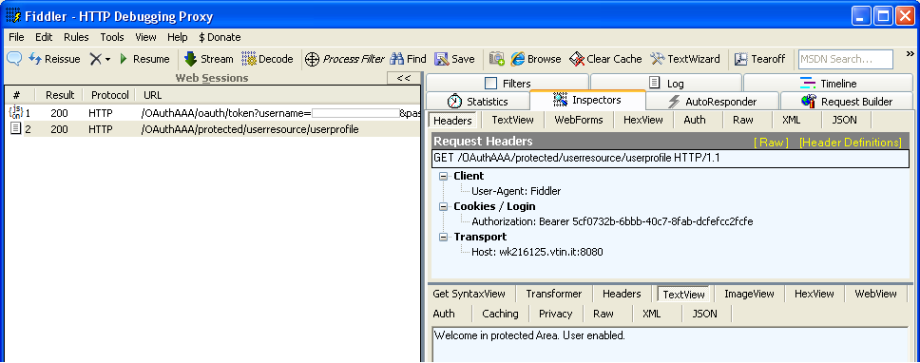 Fiddler - HTTP Debugging Proxy
File Edit Rules Tools View Help $ Donate
Reissue Resume Stream Decode Process Filter Find Save Browse Clear Cache TextWizard Tearoff MSDN Search... »
Web Sessions <<
# Result Protocol URL
1 200 HTTP /OAuthAAA/oauth/token?username= &pas
2 200 HTTP /OAuthAAA/protected/userresource/userprofile
Filters Log Timeline
Statistics Inspectors AutoResponder Request Builder
Headers TextView WebForms HexView Auth Raw XML JSON
Request Headers [Raw] [Header Definitions]
GET /OAuthAAA/protected/userresource/userprofile HTTP/1.1
Client
User-Agent: Fiddler
Cookies / Login
Authorization: Bearer 5cf0732b-6bbb-40c7-8fab-dcfefcc2fcfe
Transport
Host: wk216125.vtin.it:8080
Get SyntaxView Transformer Headers TextView ImageView HexView WebView
Auth Caching Privacy Raw XML JSON
Welcome in protected Area. User enabled.